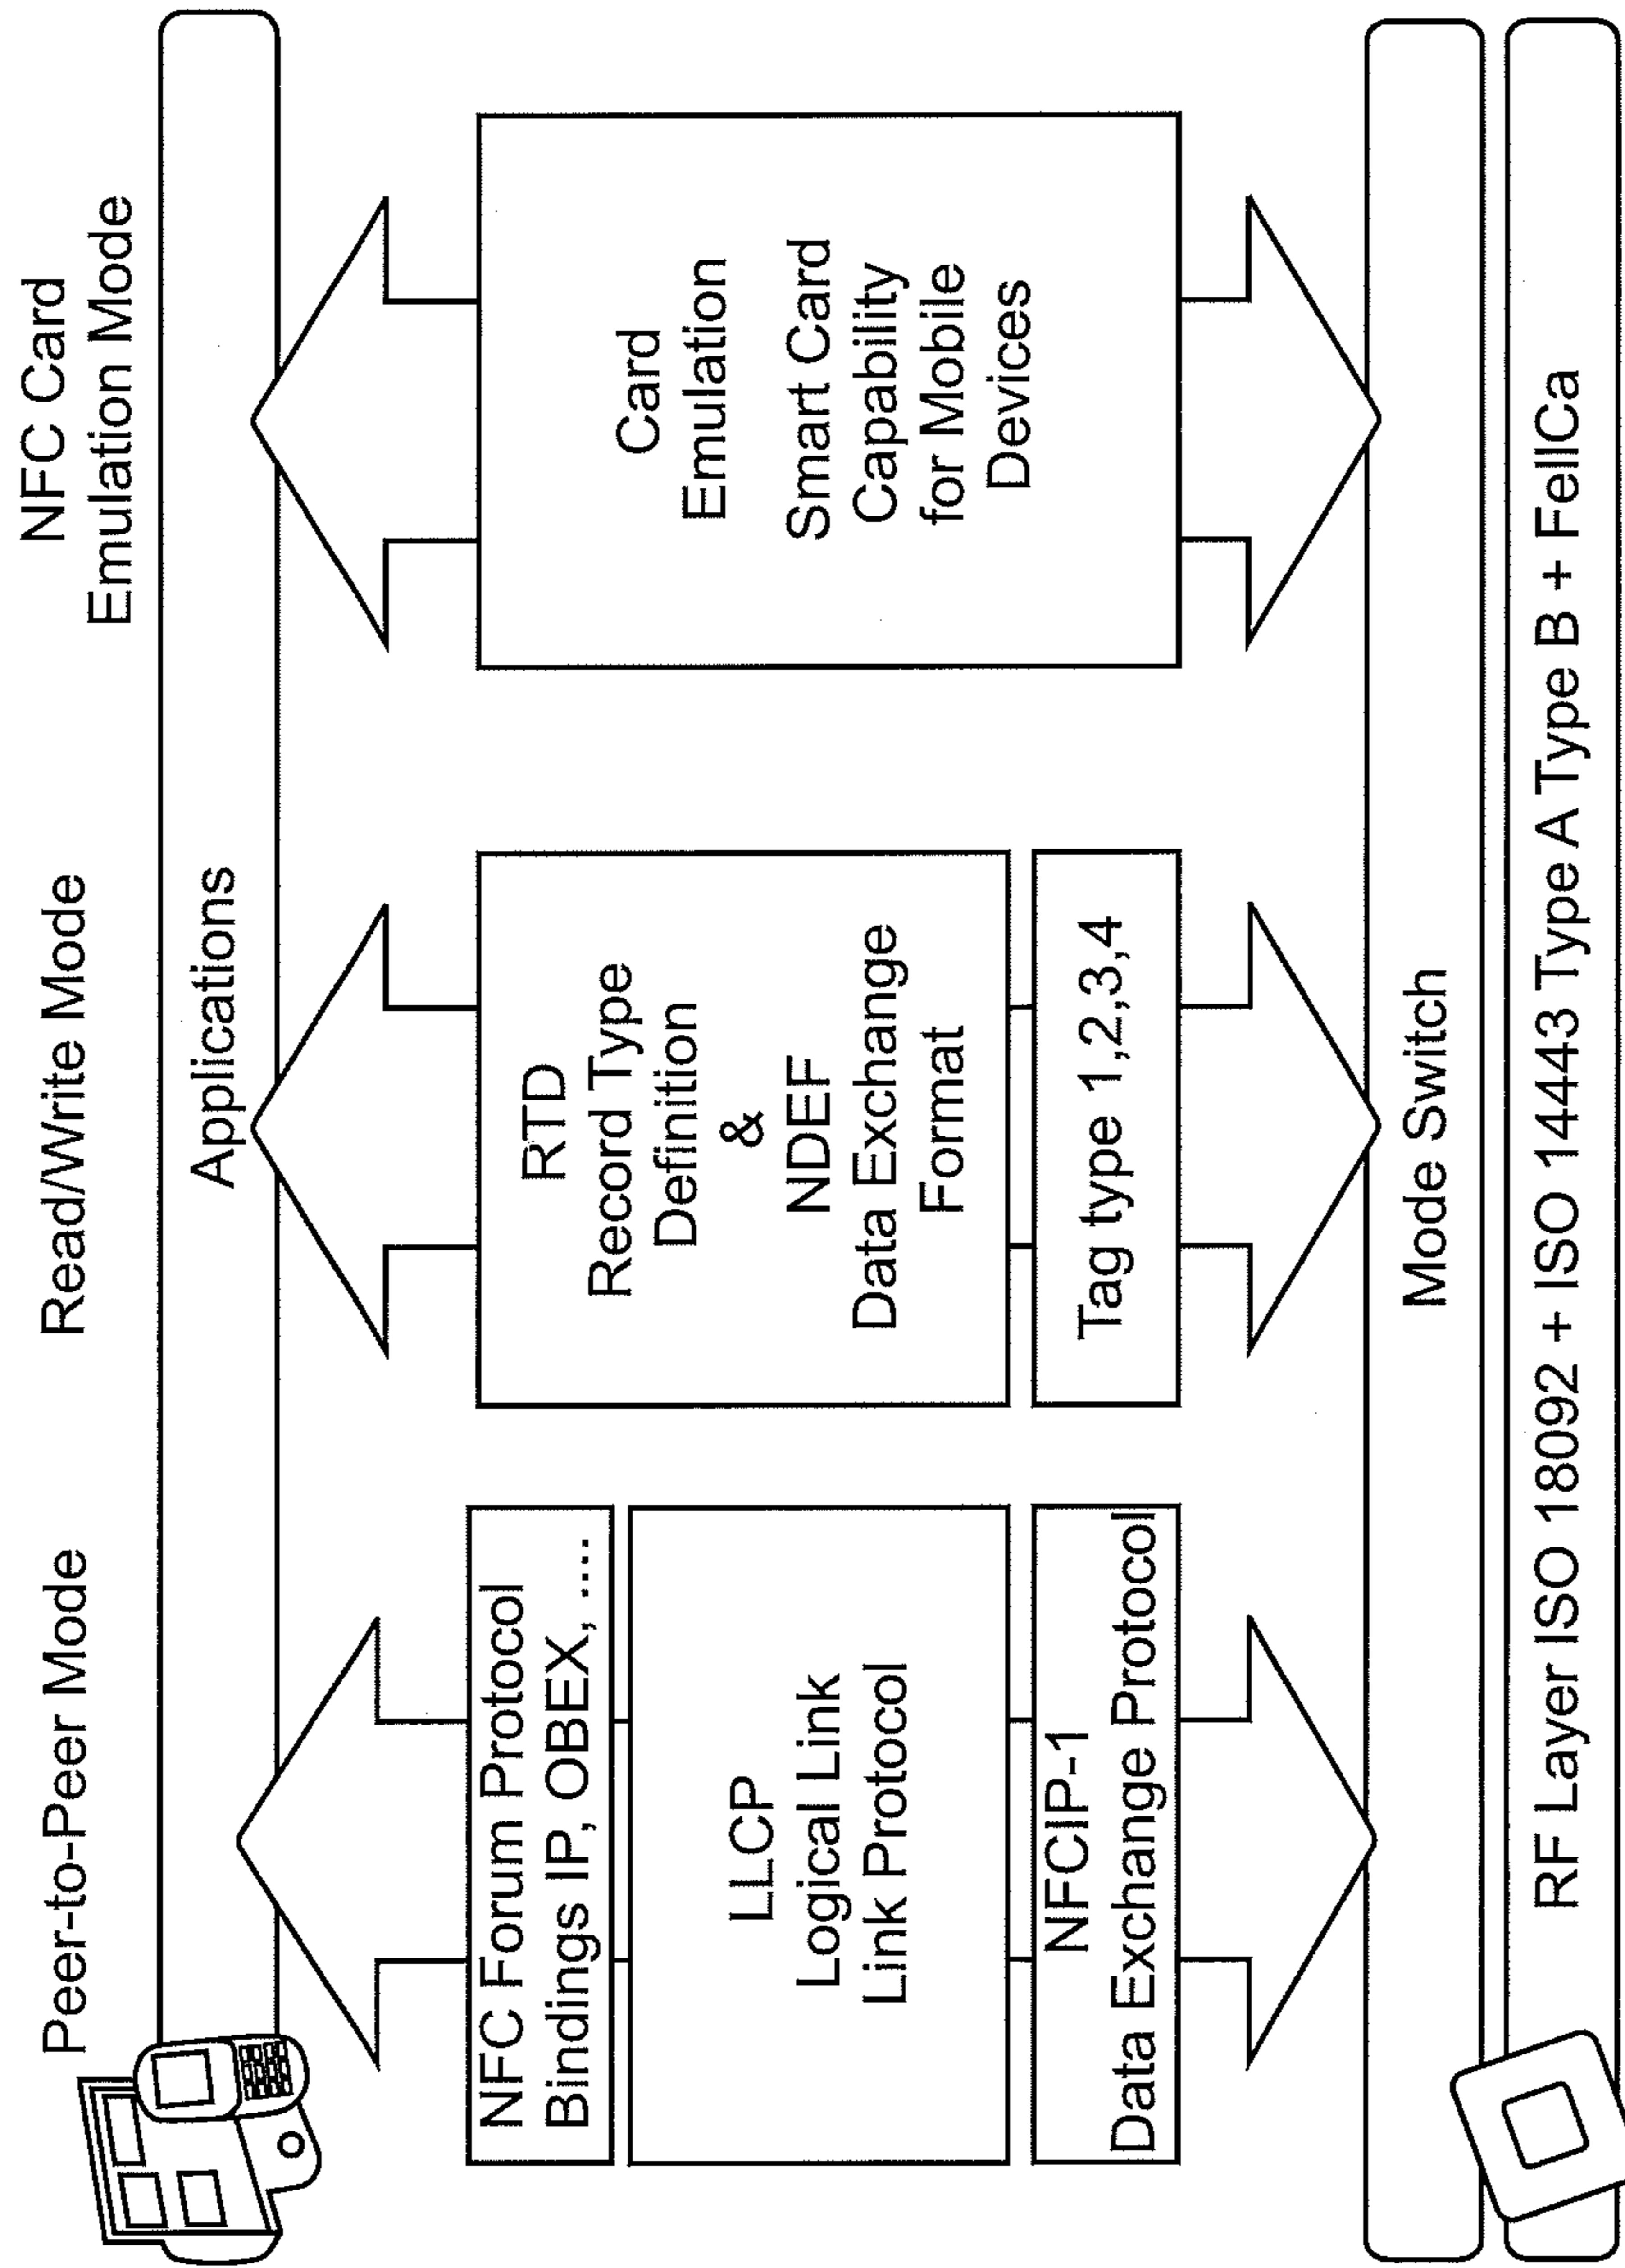 Peer-to-Peer Mode
Read/Write Mode
NFC Card
Emulation Mode
Applications
NFC Forum Protocol
Bindings IP, OBEX, ....
LLCP
Logical Link
Link Protocol
NFCIP-1
Data Exchange Protocol
RTD
Record Type
Definition
&
NDEF
Data Exchange
Format
Tag type 1,2,3,4
Card
Emulation
Smart Card
Capability
for Mobile
Devices
Mode Switch
RF Layer ISO 18092 + ISO 14443 Type A Type B + FellCa